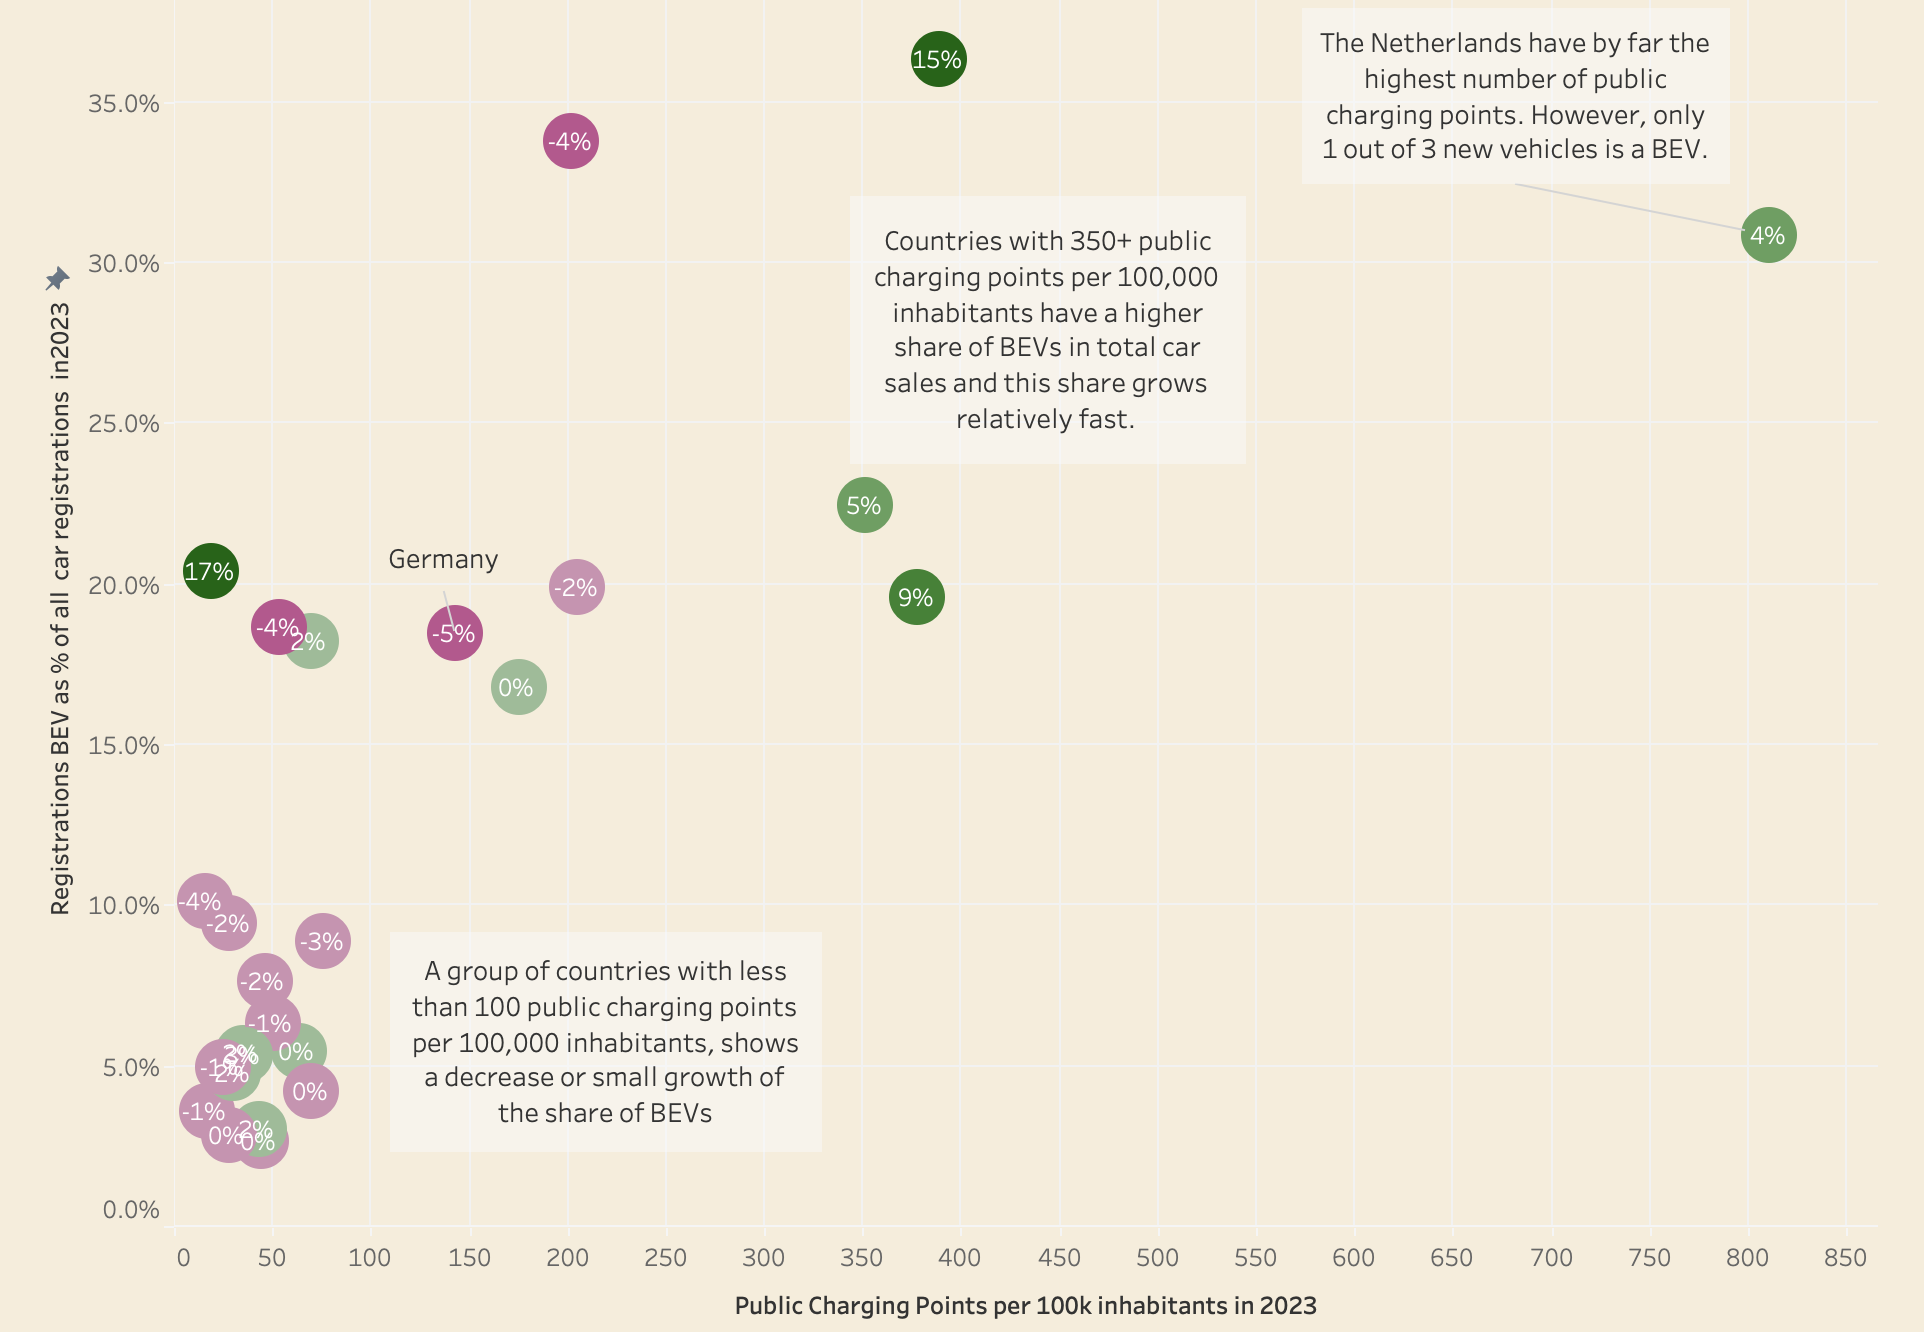 15%
The Netherlands have by far the
highest number of public
charging points. However, only
1 out of 3 new vehicles is a BEV.
35.0%
-4%
Countries with 350+ public
charging points per 100,000
inhabitants have a higher
share of BEVs in total car
sales and this share grows
relatively fast.
4%
30.0%
25.0%
5%
Germany
17%
20.0%
-2%
9%
-4%
2%
-5%
0%
15.0%
Registrations BEV as % of all car registrations in2023
10.0%
-4%
-2%
-3%
-2%
-1%
0%
5.0%
-1%
2%
0%
-1%
0%
2%
0%
A group of countries with less
than 100 public charging points
per 100,000 inhabitants, shows
a decrease or small growth of
the share of BEVs
0.0%
0 50 100 150 200 250 300 350 400 450 500 550 600 650 700 750 800 850
Public Charging Points per 100k inhabitants in 2023